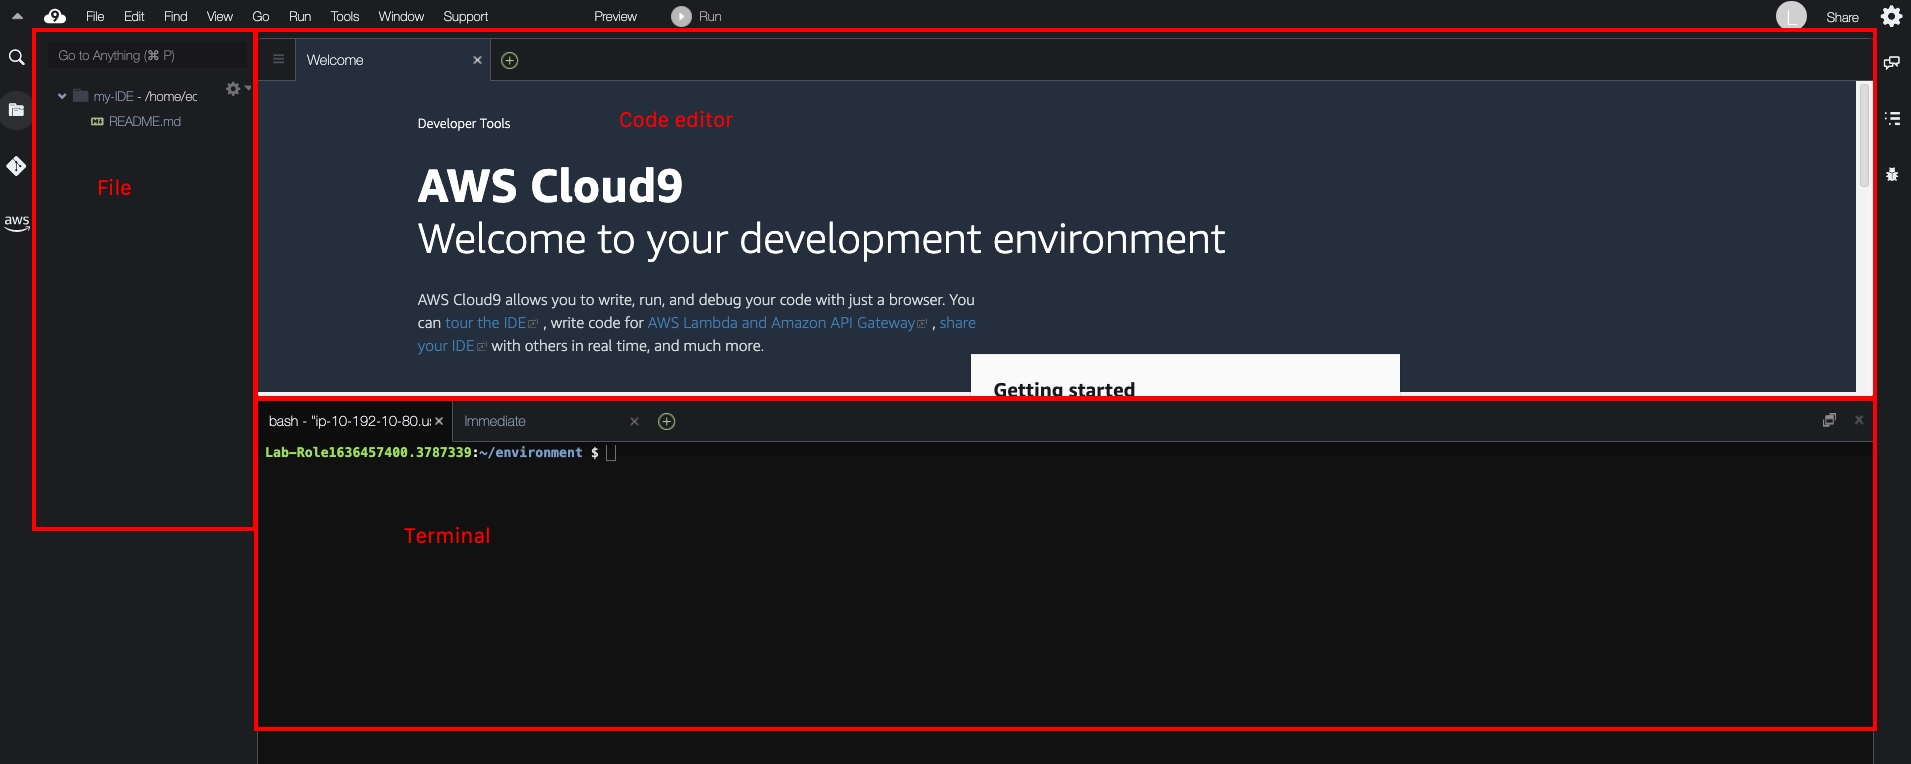 9 File Edit Find View Go Run Tools Window Support Preview Run L Share
Go to Anything (⌘ P)
my-IDE - /home/ec
README.md
File
aws
Welcome
Developer Tools
Code editor
AWS Cloud9
Welcome to your development environment
AWS Cloud9 allows you to write, run, and debug your code with just a browser. You
can tour the IDE , write code for AWS Lambda and Amazon API Gateway , share
your IDE with others in real time, and much more.
Getting started
bash - "ip-10-192-10-80.u Immediate
Lab-Role1636457400.3787339:~/environment $
Terminal